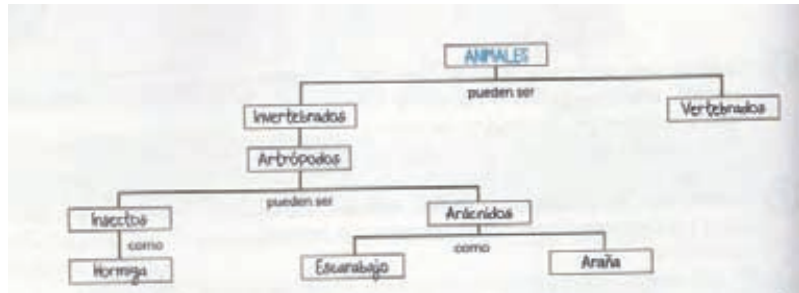 ANIMALES
pueden ser
Invertebrados
Vertebrados
Artrópodos
pueden ser
Insectos
Arácnidos
como
como
Hormiga
Escarabajo
Araña